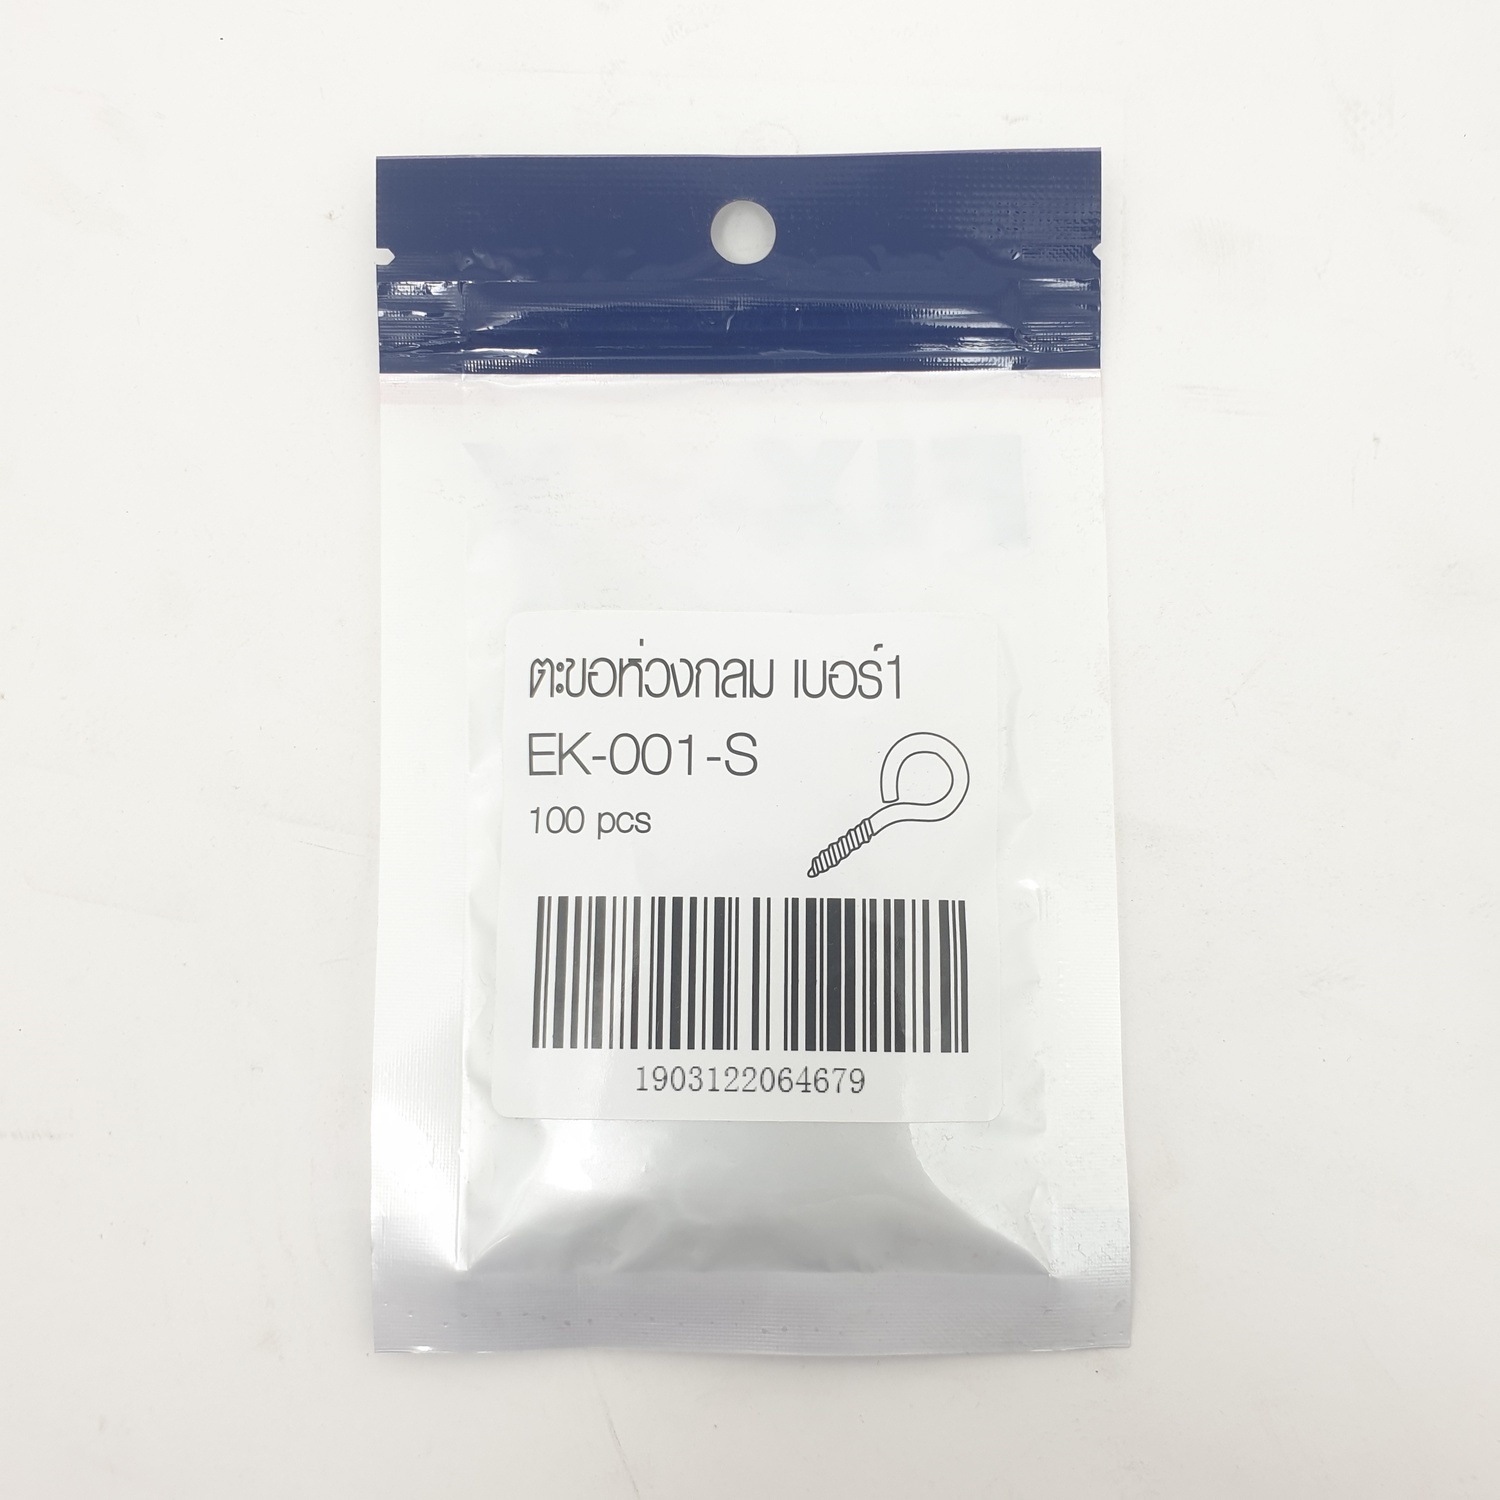 ตะขอห่วงกลม เบอร์1
EK-001-S
100 pcs
1903122064679